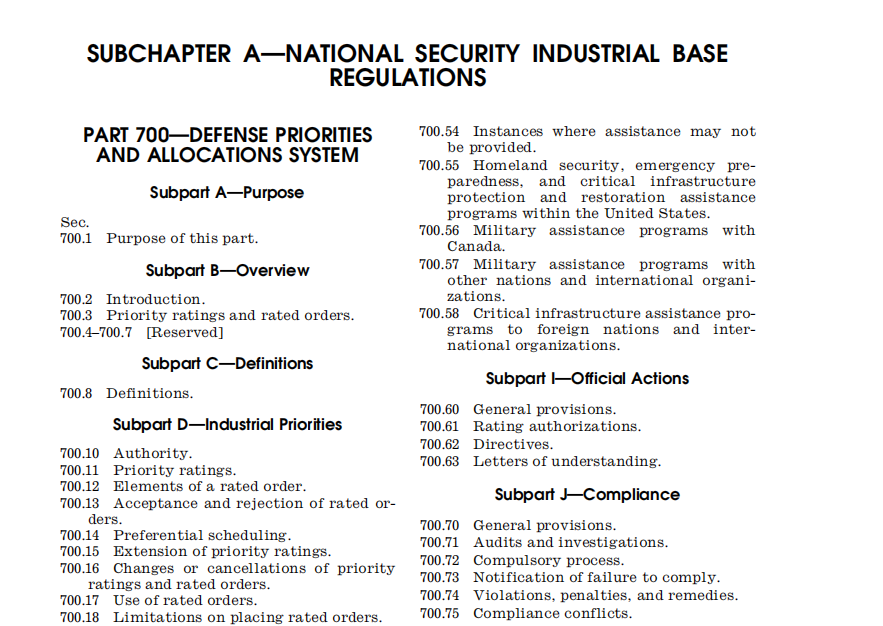 SUBCHAPTER A—NATIONAL SECURITY INDUSTRIAL BASE
REGULATIONS
PART 700—DEFENSE PRIORITIES
AND ALLOCATIONS SYSTEM
Subpart A—Purpose
Sec.
700.1 Purpose of this part.
Subpart B—Overview
700.2 Introduction.
700.3 Priority ratings and rated orders.
700.4–700.7 [Reserved]
Subpart C—Definitions
700.8 Definitions.
Subpart D—Industrial Priorities
700.10 Authority.
700.11 Priority ratings.
700.12 Elements of a rated order.
700.13 Acceptance and rejection of rated or-
ders.
700.14 Preferential scheduling.
700.15 Extension of priority ratings.
700.16 Changes or cancellations of priority
ratings and rated orders.
700.17 Use of rated orders.
700.18 Limitations on placing rated orders.
700.54 Instances where assistance may not
be provided.
700.55 Homeland security, emergency pre-
paredness, and critical infrastructure
protection and restoration assistance
programs within the United States.
700.56 Military assistance programs with
Canada.
700.57 Military assistance programs with
other nations and international organi-
zations.
700.58 Critical infrastructure assistance pro-
grams to foreign nations and inter-
national organizations.
Subpart I—Official Actions
700.60 General provisions.
700.61 Rating authorizations.
700.62 Directives.
700.63 Letters of understanding.
Subpart J—Compliance
700.70 General provisions.
700.71 Audits and investigations.
700.72 Compulsory process.
700.73 Notification of failure to comply.
700.74 Violations, penalties, and remedies.
700.75 Compliance conflicts.